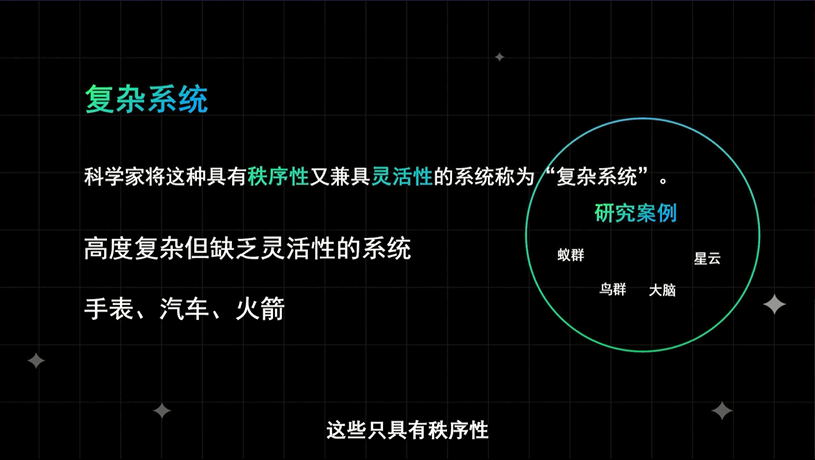 复杂系统
科学家将这种具有秩序性又兼具灵活性的系统称为“复杂系统”。
研究案例
高度复杂但缺乏灵活性的系统
蚁群
星云
鸟群
大脑
手表、汽车、火箭
这些只具有秩序性